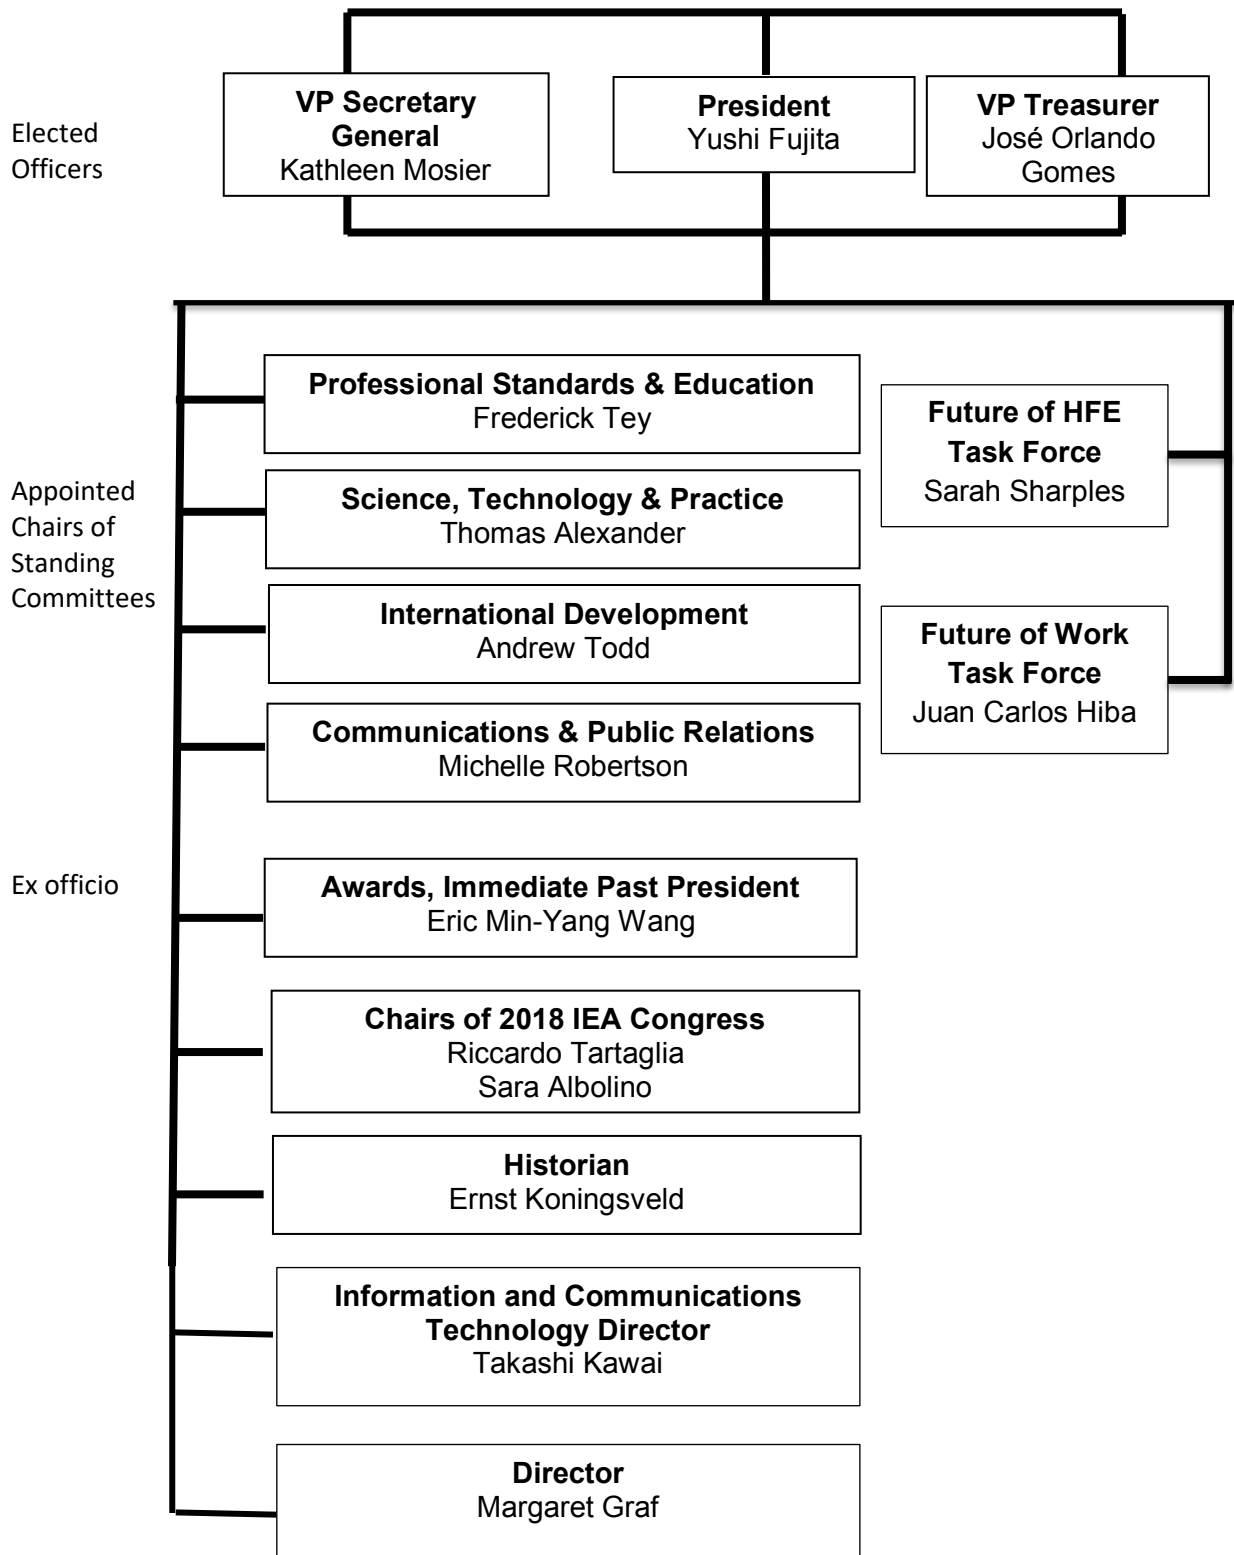 Elected
Officers
VP Secretary
General
Kathleen Mosier
President
Yushi Fujita
VP Treasurer
José Orlando
Gomes
Appointed
Chairs of
Standing
Committees
Professional Standards & Education
Frederick Tey
Science, Technology & Practice
Thomas Alexander
International Development
Andrew Todd
Communications & Public Relations
Michelle Robertson
Future of HFE
Task Force
Sarah Sharples
Future of Work
Task Force
Juan Carlos Hiba
Ex officio
Awards, Immediate Past President
Eric Min-Yang Wang
Chairs of 2018 IEA Congress
Riccardo Tartaglia
Sara Albolino
Historian
Ernst Koningsveld
Information and Communications
Technology Director
Takashi Kawai
Director
Margaret Graf